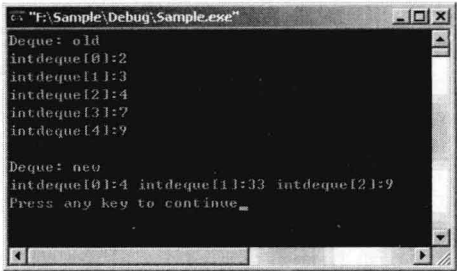 "F:\Sample\Debug\Sample.exe"
Deque: old
intdeque[0]:2
intdeque[1]:3
intdeque[2]:4
intdeque[3]:7
intdeque[4]:9
Deque: new
intdeque[0]:4 intdeque[1]:33 intdeque[2]:9
Press any key to continue_